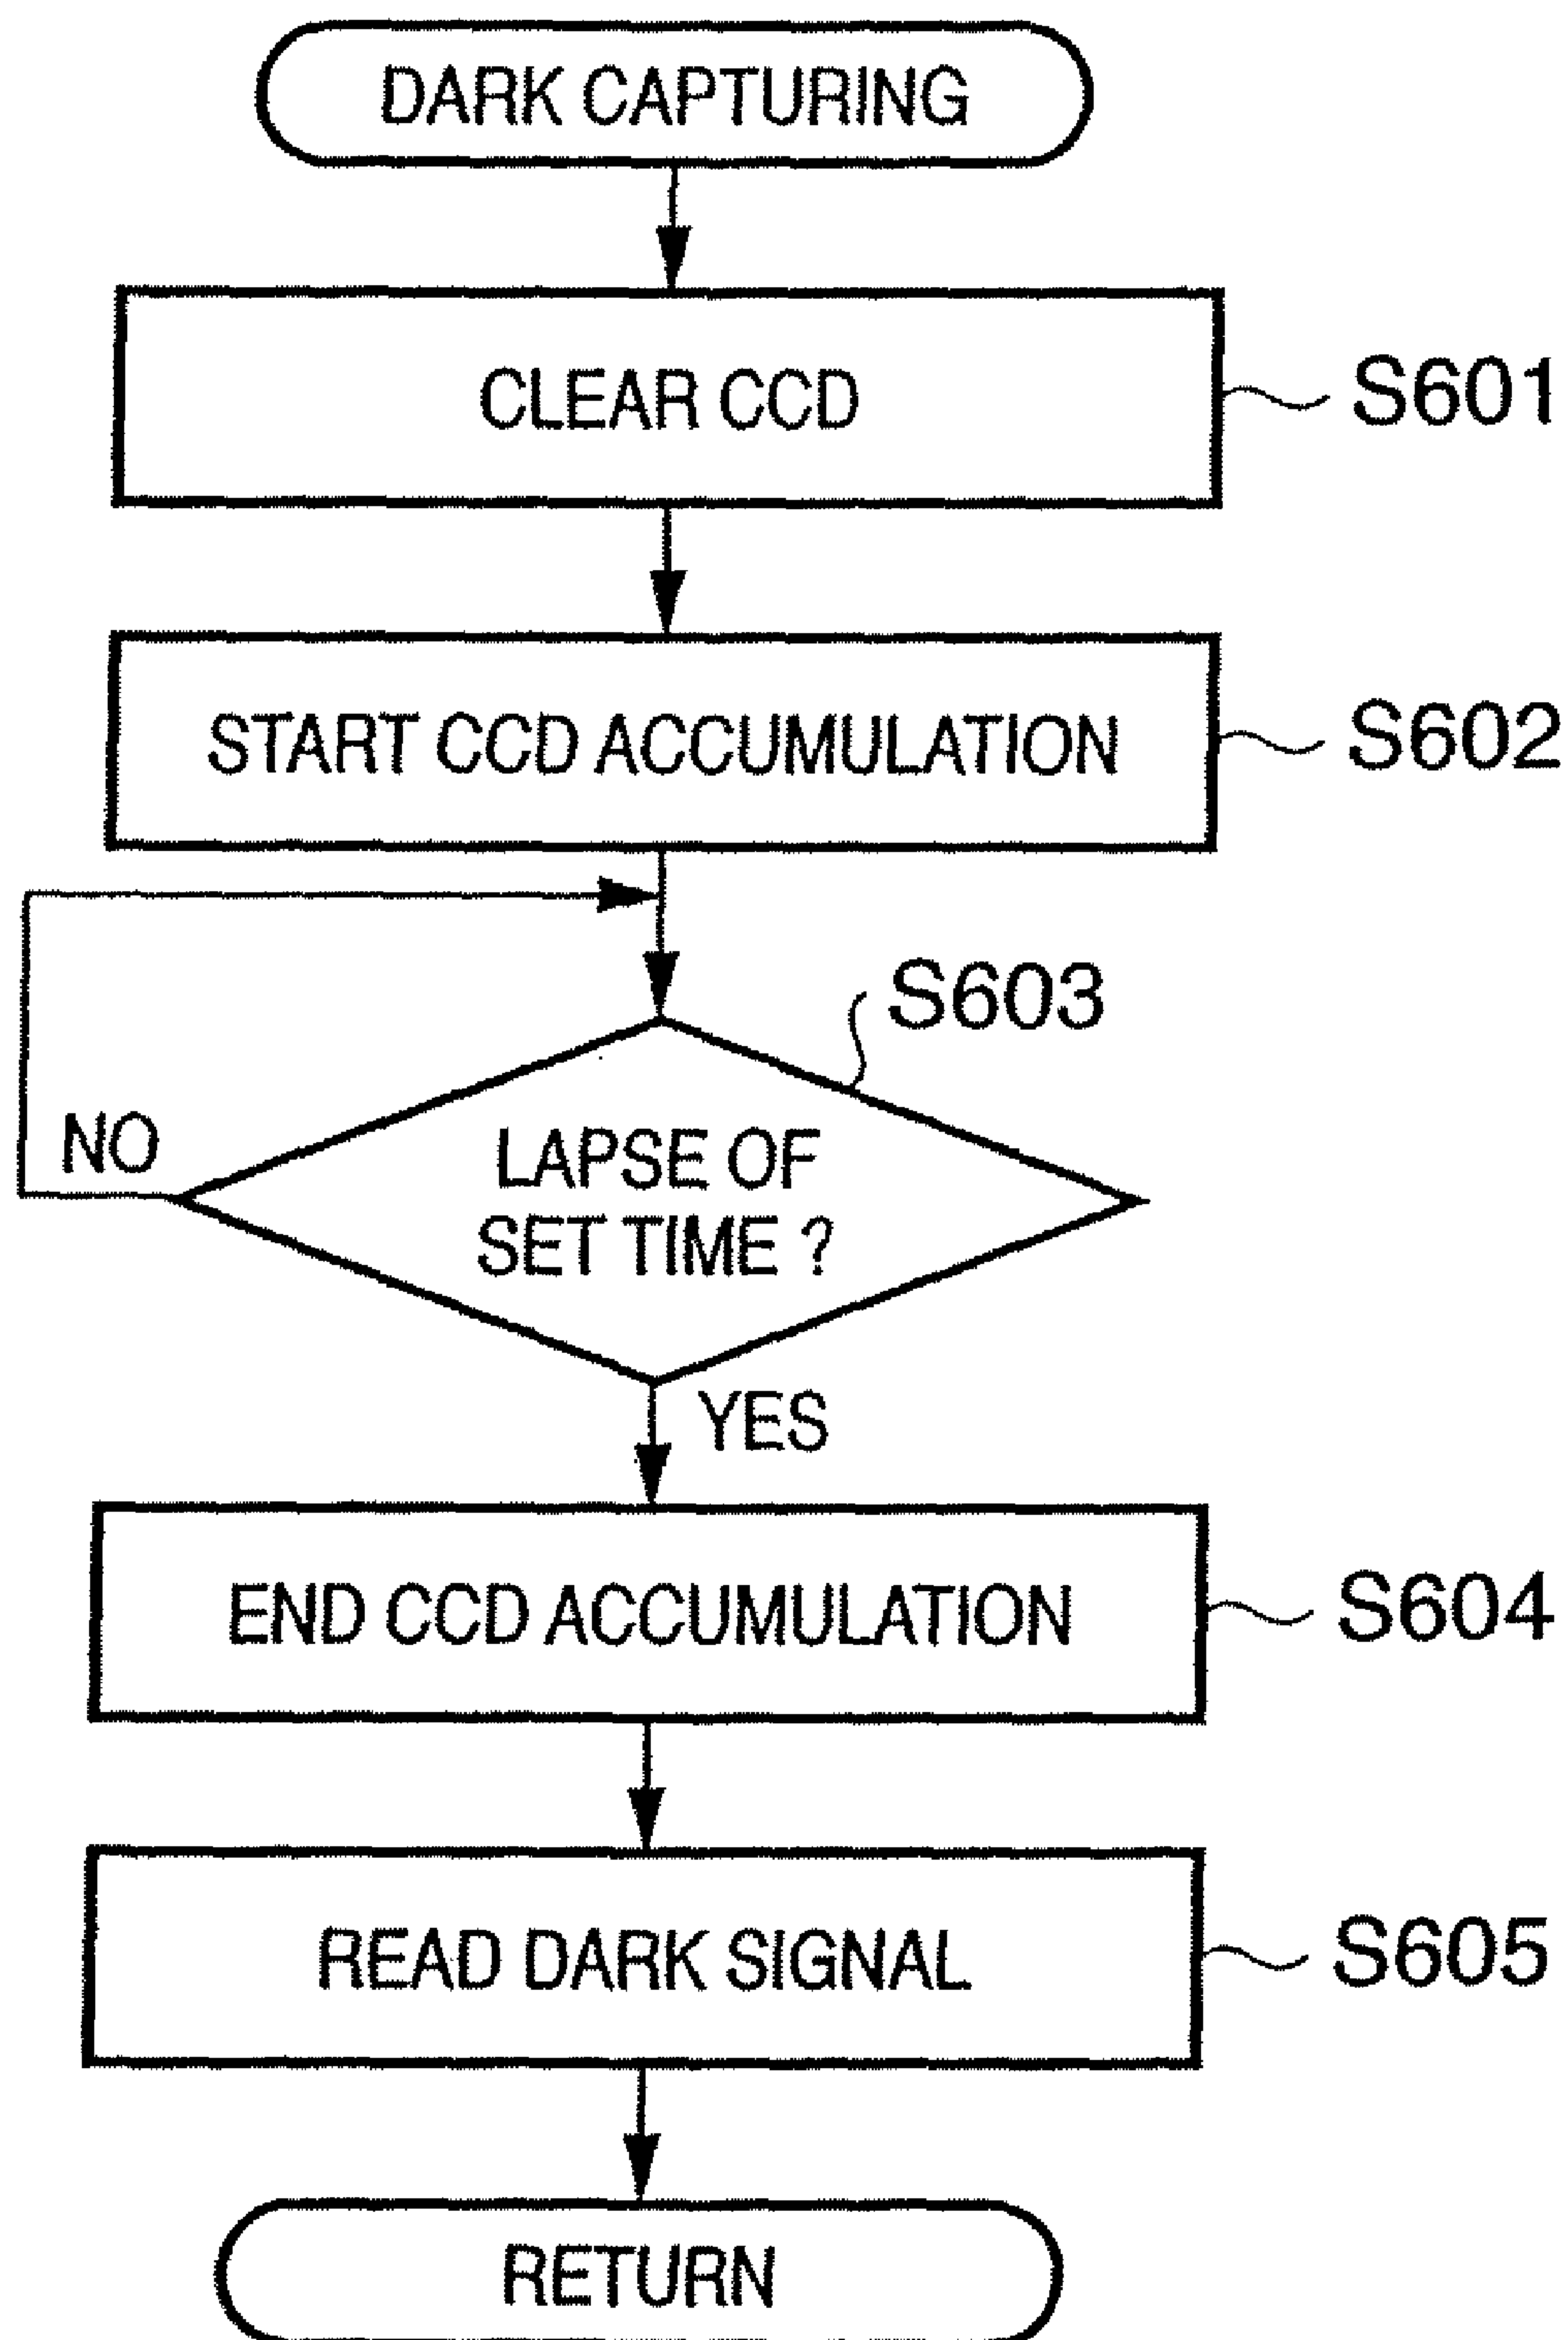 DARK CAPTURING
CLEAR CCD
S601
START CCD ACCUMULATION
S602
S603
NO
LAPSE OF
SET TIME ?
YES
END CCD ACCUMULATION
S604
READ DARK SIGNAL
S605
RETURN